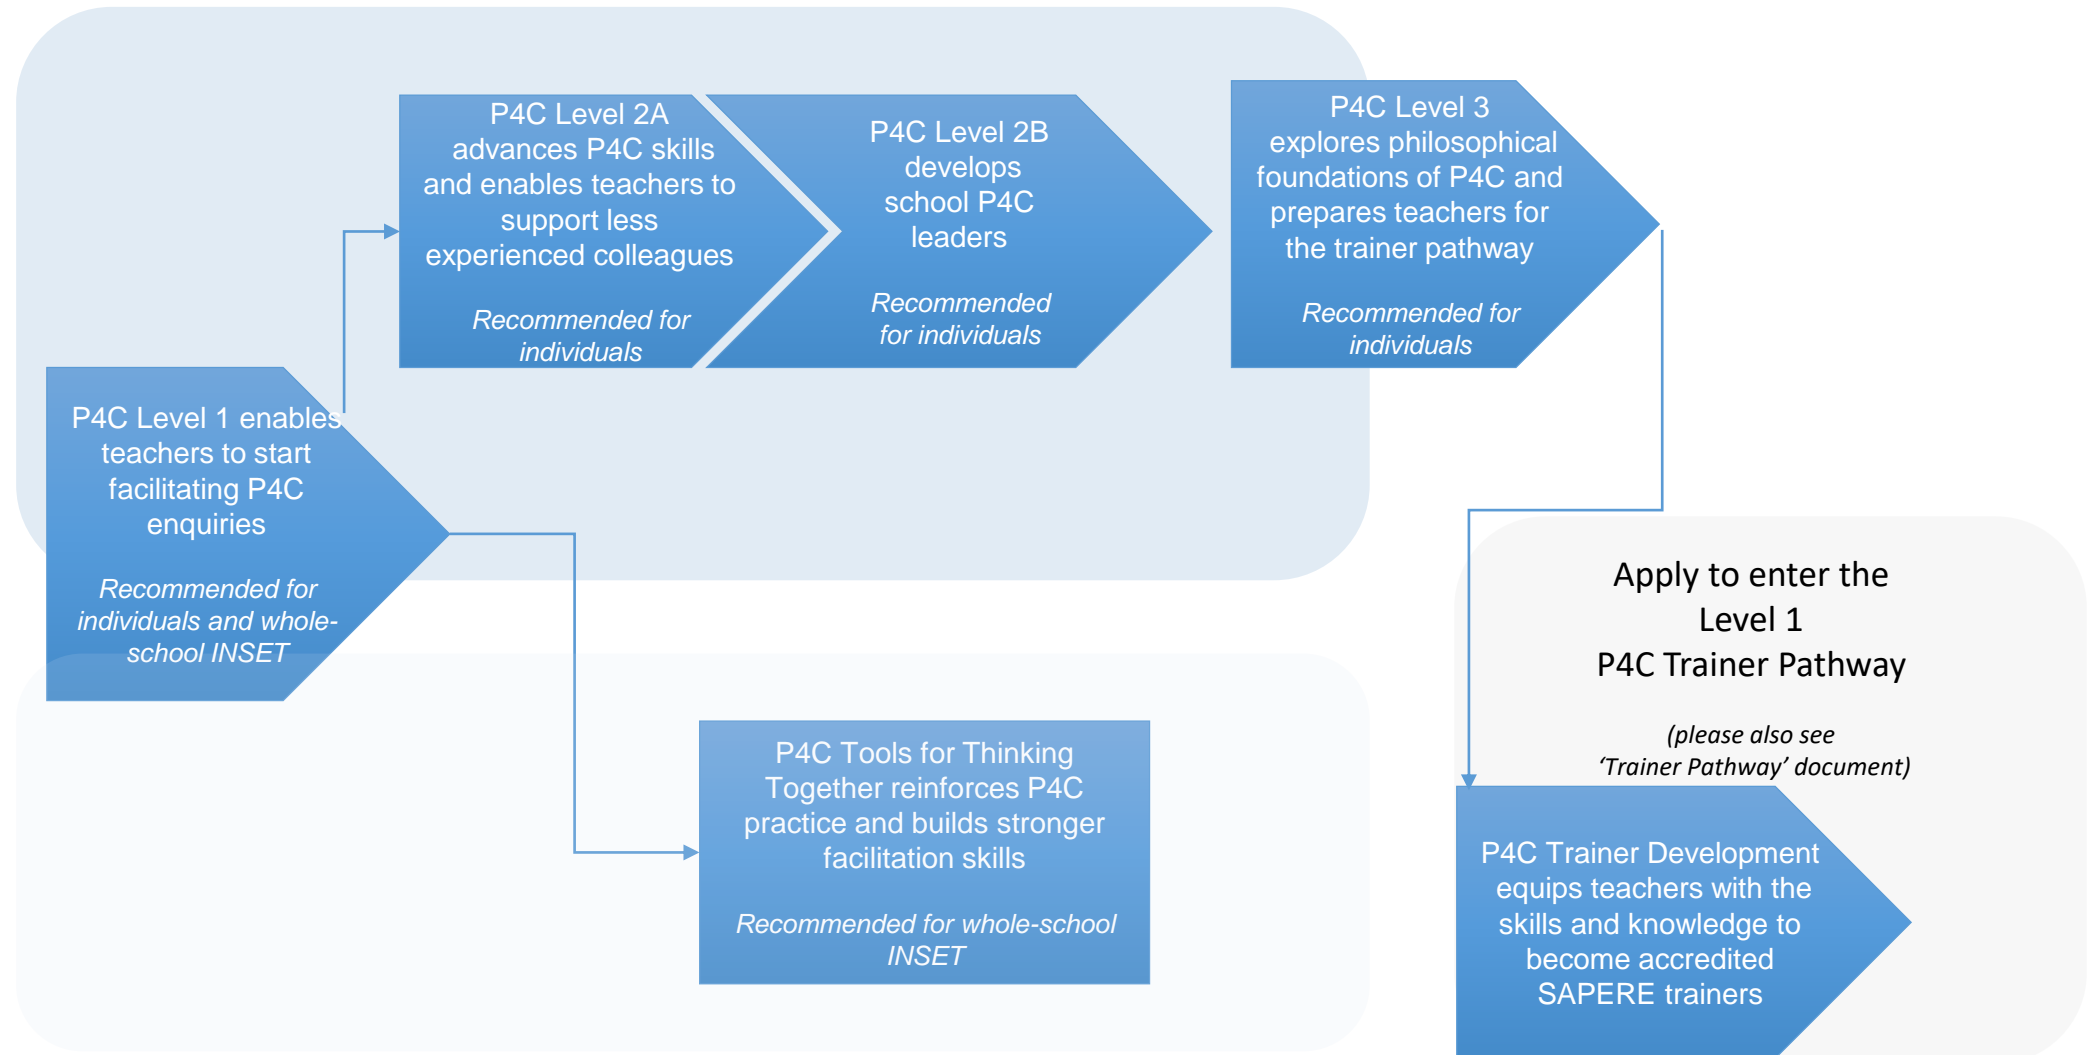 P4C Level 1 enables
teachers to start
facilitating P4C
enquiries
Recommended for
individuals and whole-
school INSET
P4C Level 2A
advances P4C skills
and enables teachers to
support less
experienced colleagues
Recommended for
individuals
P4C Level 2B
develops
school P4C
leaders
Recommended
for individuals
P4C Level 3
explores philosophical
foundations of P4C and
prepares teachers for
the trainer pathway
Recommended for
individuals
P4C Tools for Thinking
Together reinforces P4C
practice and builds stronger
facilitation skills
Recommended for whole-school
INSET
Apply to enter the
Level 1
P4C Trainer Pathway
(please also see
‘Trainer Pathway’ document)
P4C Trainer Development
equips teachers with the
skills and knowledge to
become accredited
SAPERE trainers